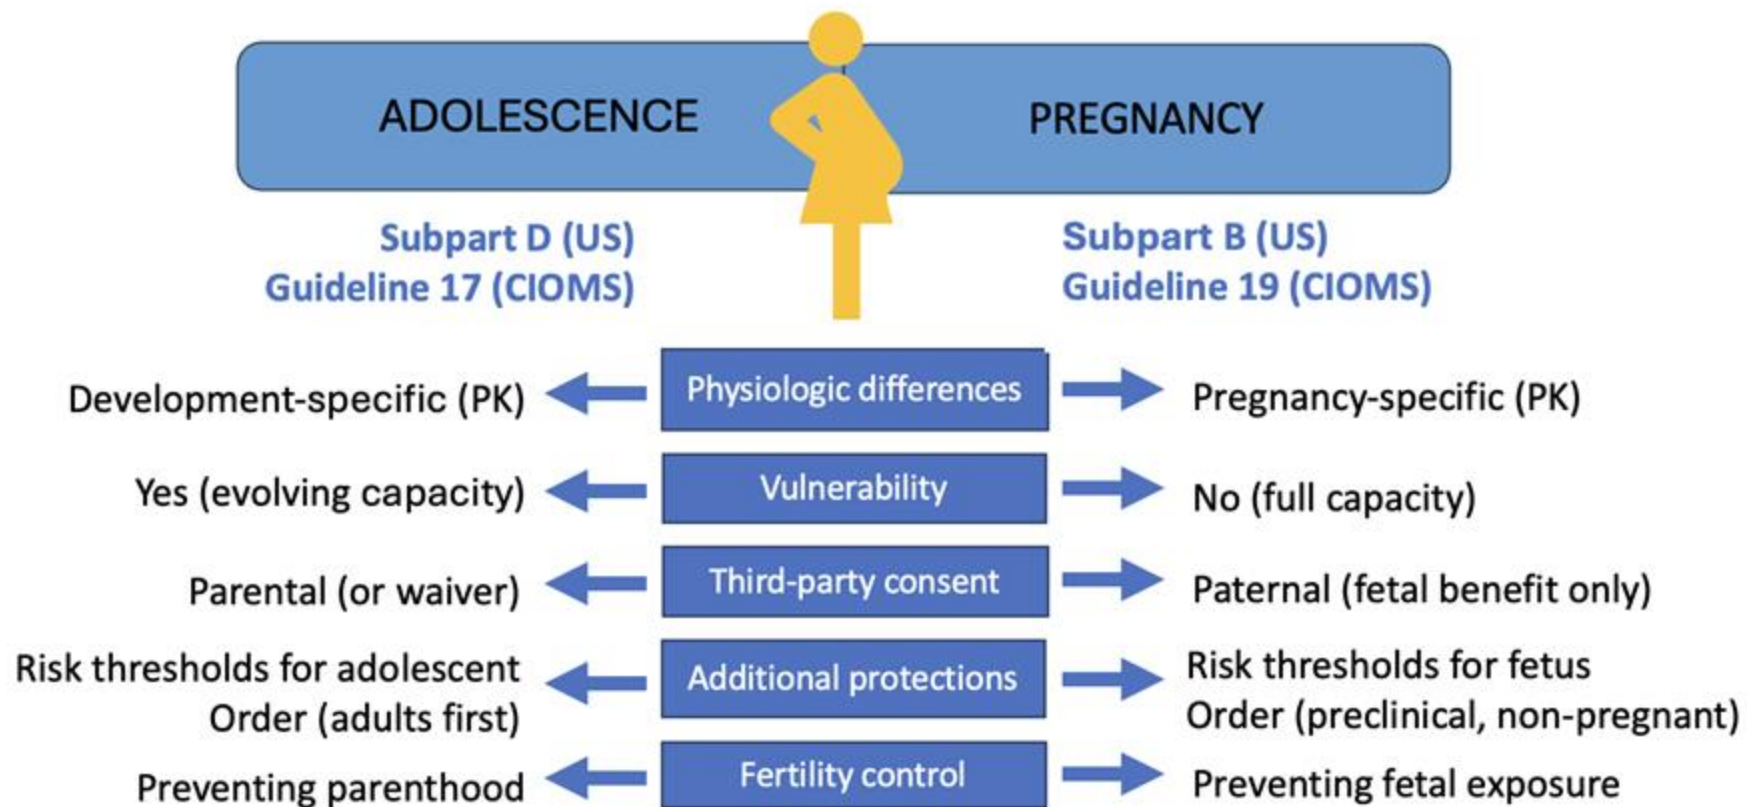 ADOLESCENCE
PREGNANCY
Subpart D (US)
Guideline 17 (CIOMS)
Subpart B (US)
Guideline 19 (CIOMS)
Development-specific (PK)
Physiologic differences
Pregnancy-specific (PK)
Yes (evolving capacity)
Vulnerability
No (full capacity)
Parental (or waiver)
Third-party consent
Paternal (fetal benefit only)
Risk thresholds for adolescent
Order (adults first)
Additional protections
Risk thresholds for fetus
Order (preclinical, non-pregnant)
Preventing parenthood
Fertility control
Preventing fetal exposure